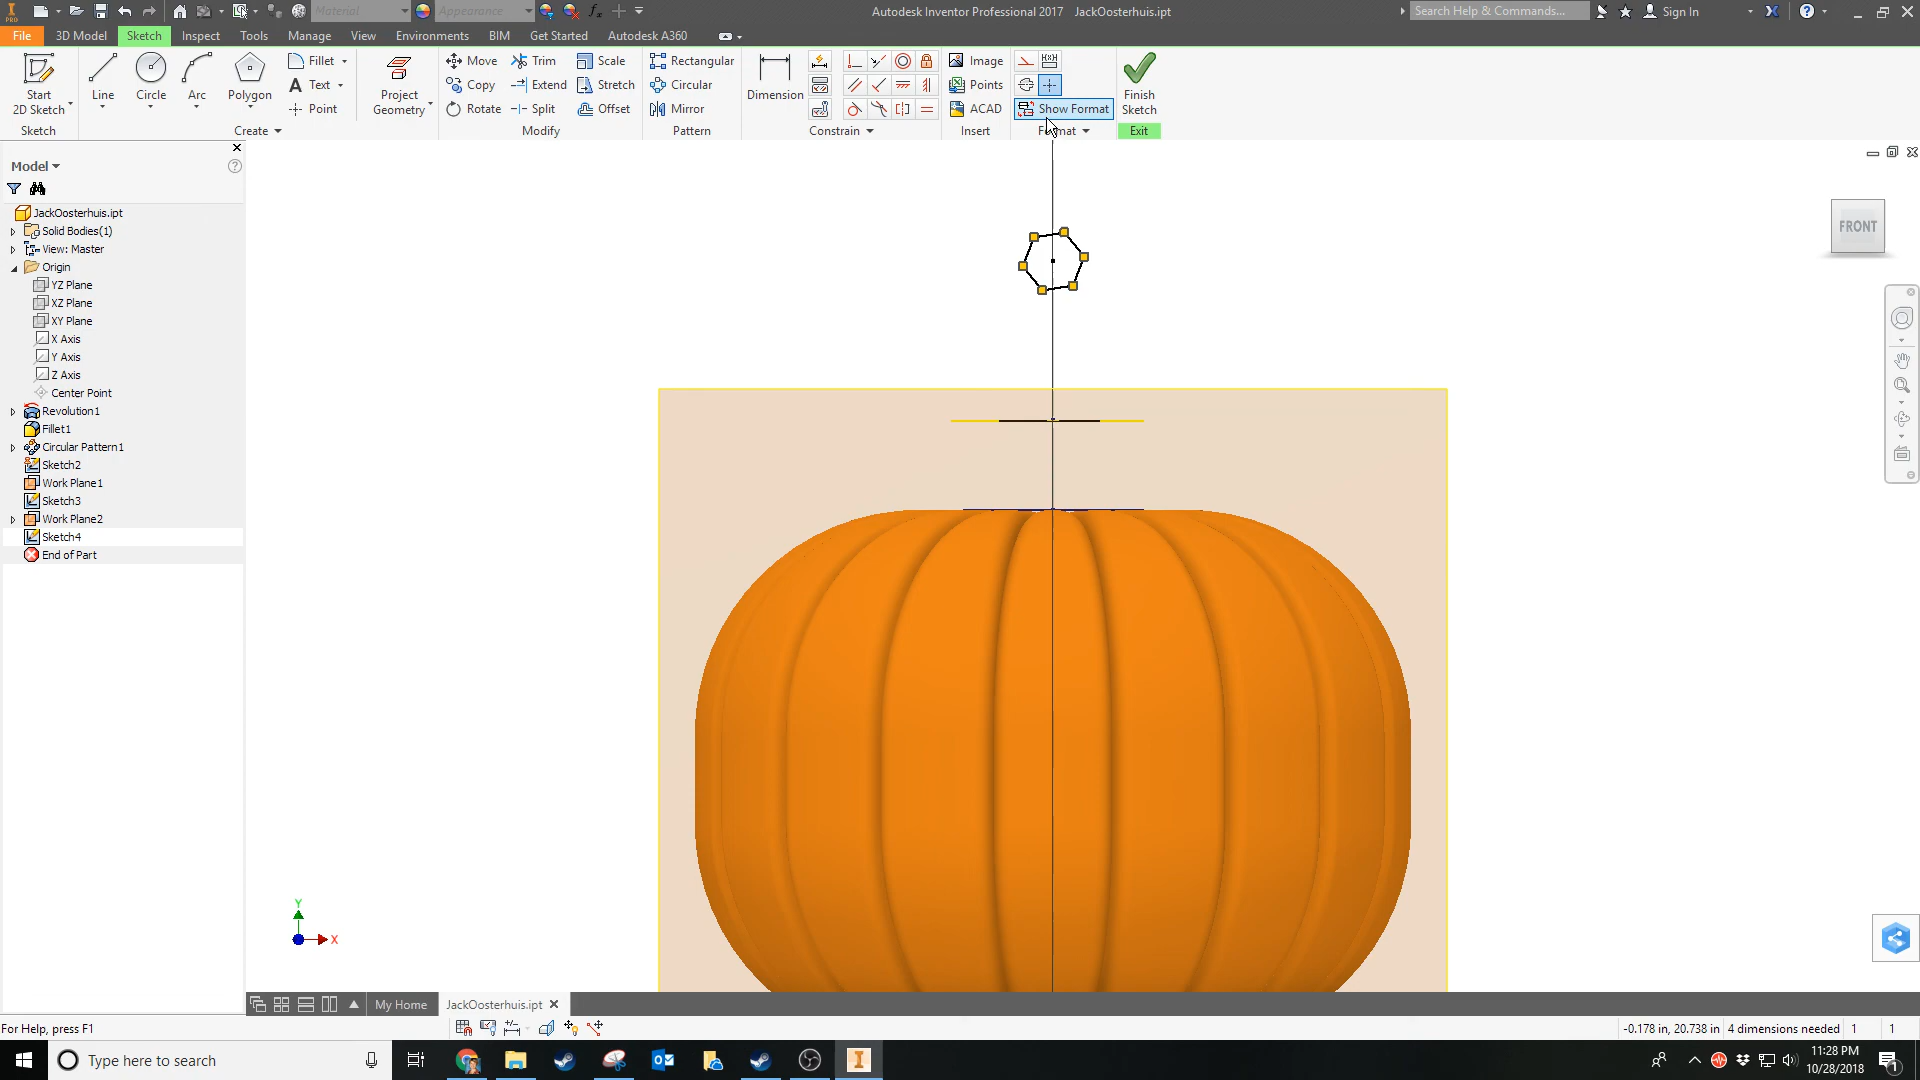 Material
Appearance
Autodesk Inventor Professional 2017 JackOosterhuis.ipt
Search Help & Commands...
Sign In
PRO
File
3D Model
Sketch
Inspect
Tools
Manage
View
Environments
BIM
Get Started
Autodesk A360
Start
2D Sketch
Line
Circle
Arc
Polygon
Fillet
Text
Point
Project
Geometry
Move
Copy
Rotate
Trim
Extend
Split
Scale
Stretch
Offset
Rectangular
Circular
Mirror
Dimension
Image
Points
ACAD
Show Format
Finish
Sketch
Sketch
Create
Modify
Pattern
Constrain
Insert
Format
Exit
Model
JackOosterhuis.ipt
Solid Bodies(1)
View: Master
Origin
YZ Plane
XZ Plane
XY Plane
X Axis
Y Axis
Z Axis
Center Point
Revolution1
Fillet1
Circular Pattern1
Sketch2
Work Plane1
Sketch3
Work Plane2
Sketch4
End of Part
FRONT
Y
X
My Home
JackOosterhuis.ipt
For Help, press F1
-0.178 in, 20.738 in 4 dimensions needed 1 1
Type here to search
11:28 PM
10/28/2018
1